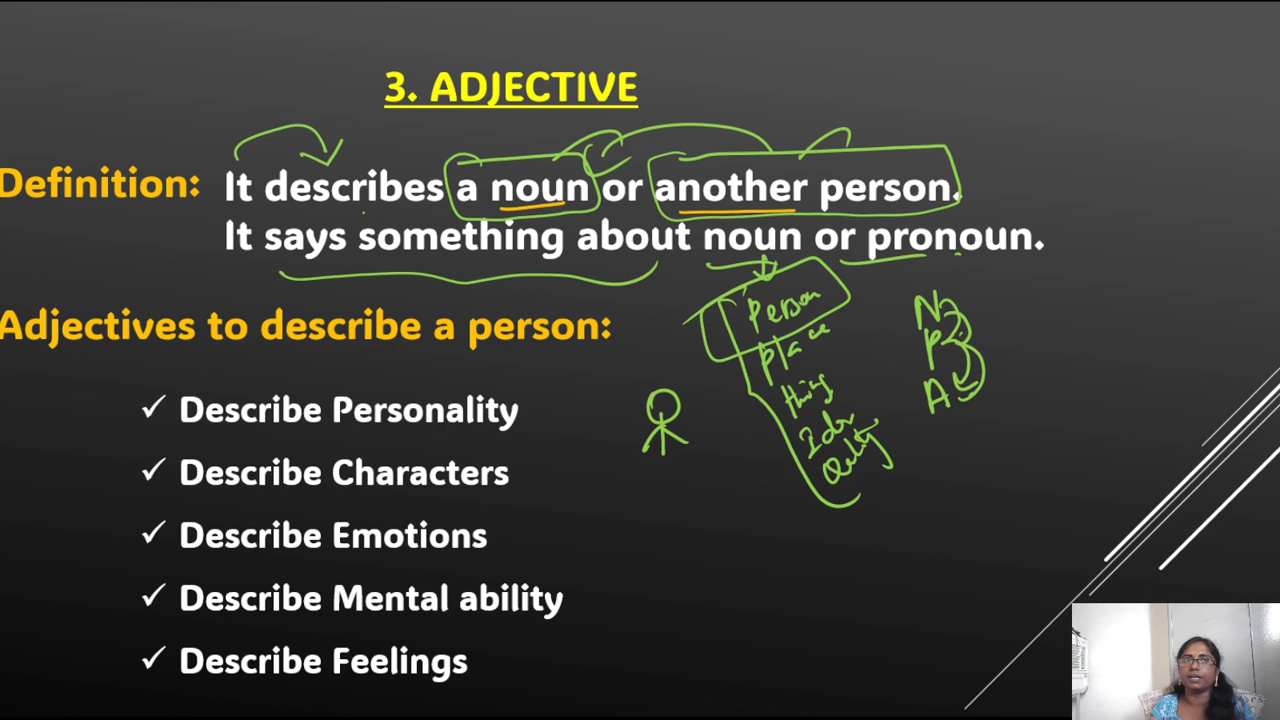 3. ADJECTIVE
Definition: It describes a noun or another person.
It says something about noun or pronoun.
Person
place
thing
Quality
N
P
A
Adjectives to describe a person:
✓ Describe Personality
✓ Describe Characters
✓ Describe Emotions
✓ Describe Mental ability
✓ Describe Feelings